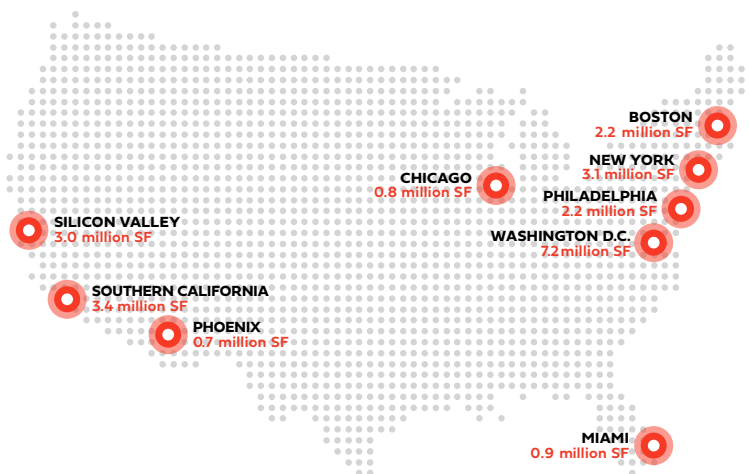 BOSTON
2.2 million SF
NEW YORK
3.1 million SF
CHICAGO
0.8 million SF
PHILADELPHIA
2.2 million SF
SILICON VALLEY
3.0 million SF
WASHINGTON D.C.
7.2 million SF
SOUTHERN CALIFORNIA
3.4 million SF
PHOENIX
0.7 million SF
MIAMI
0.9 million SF